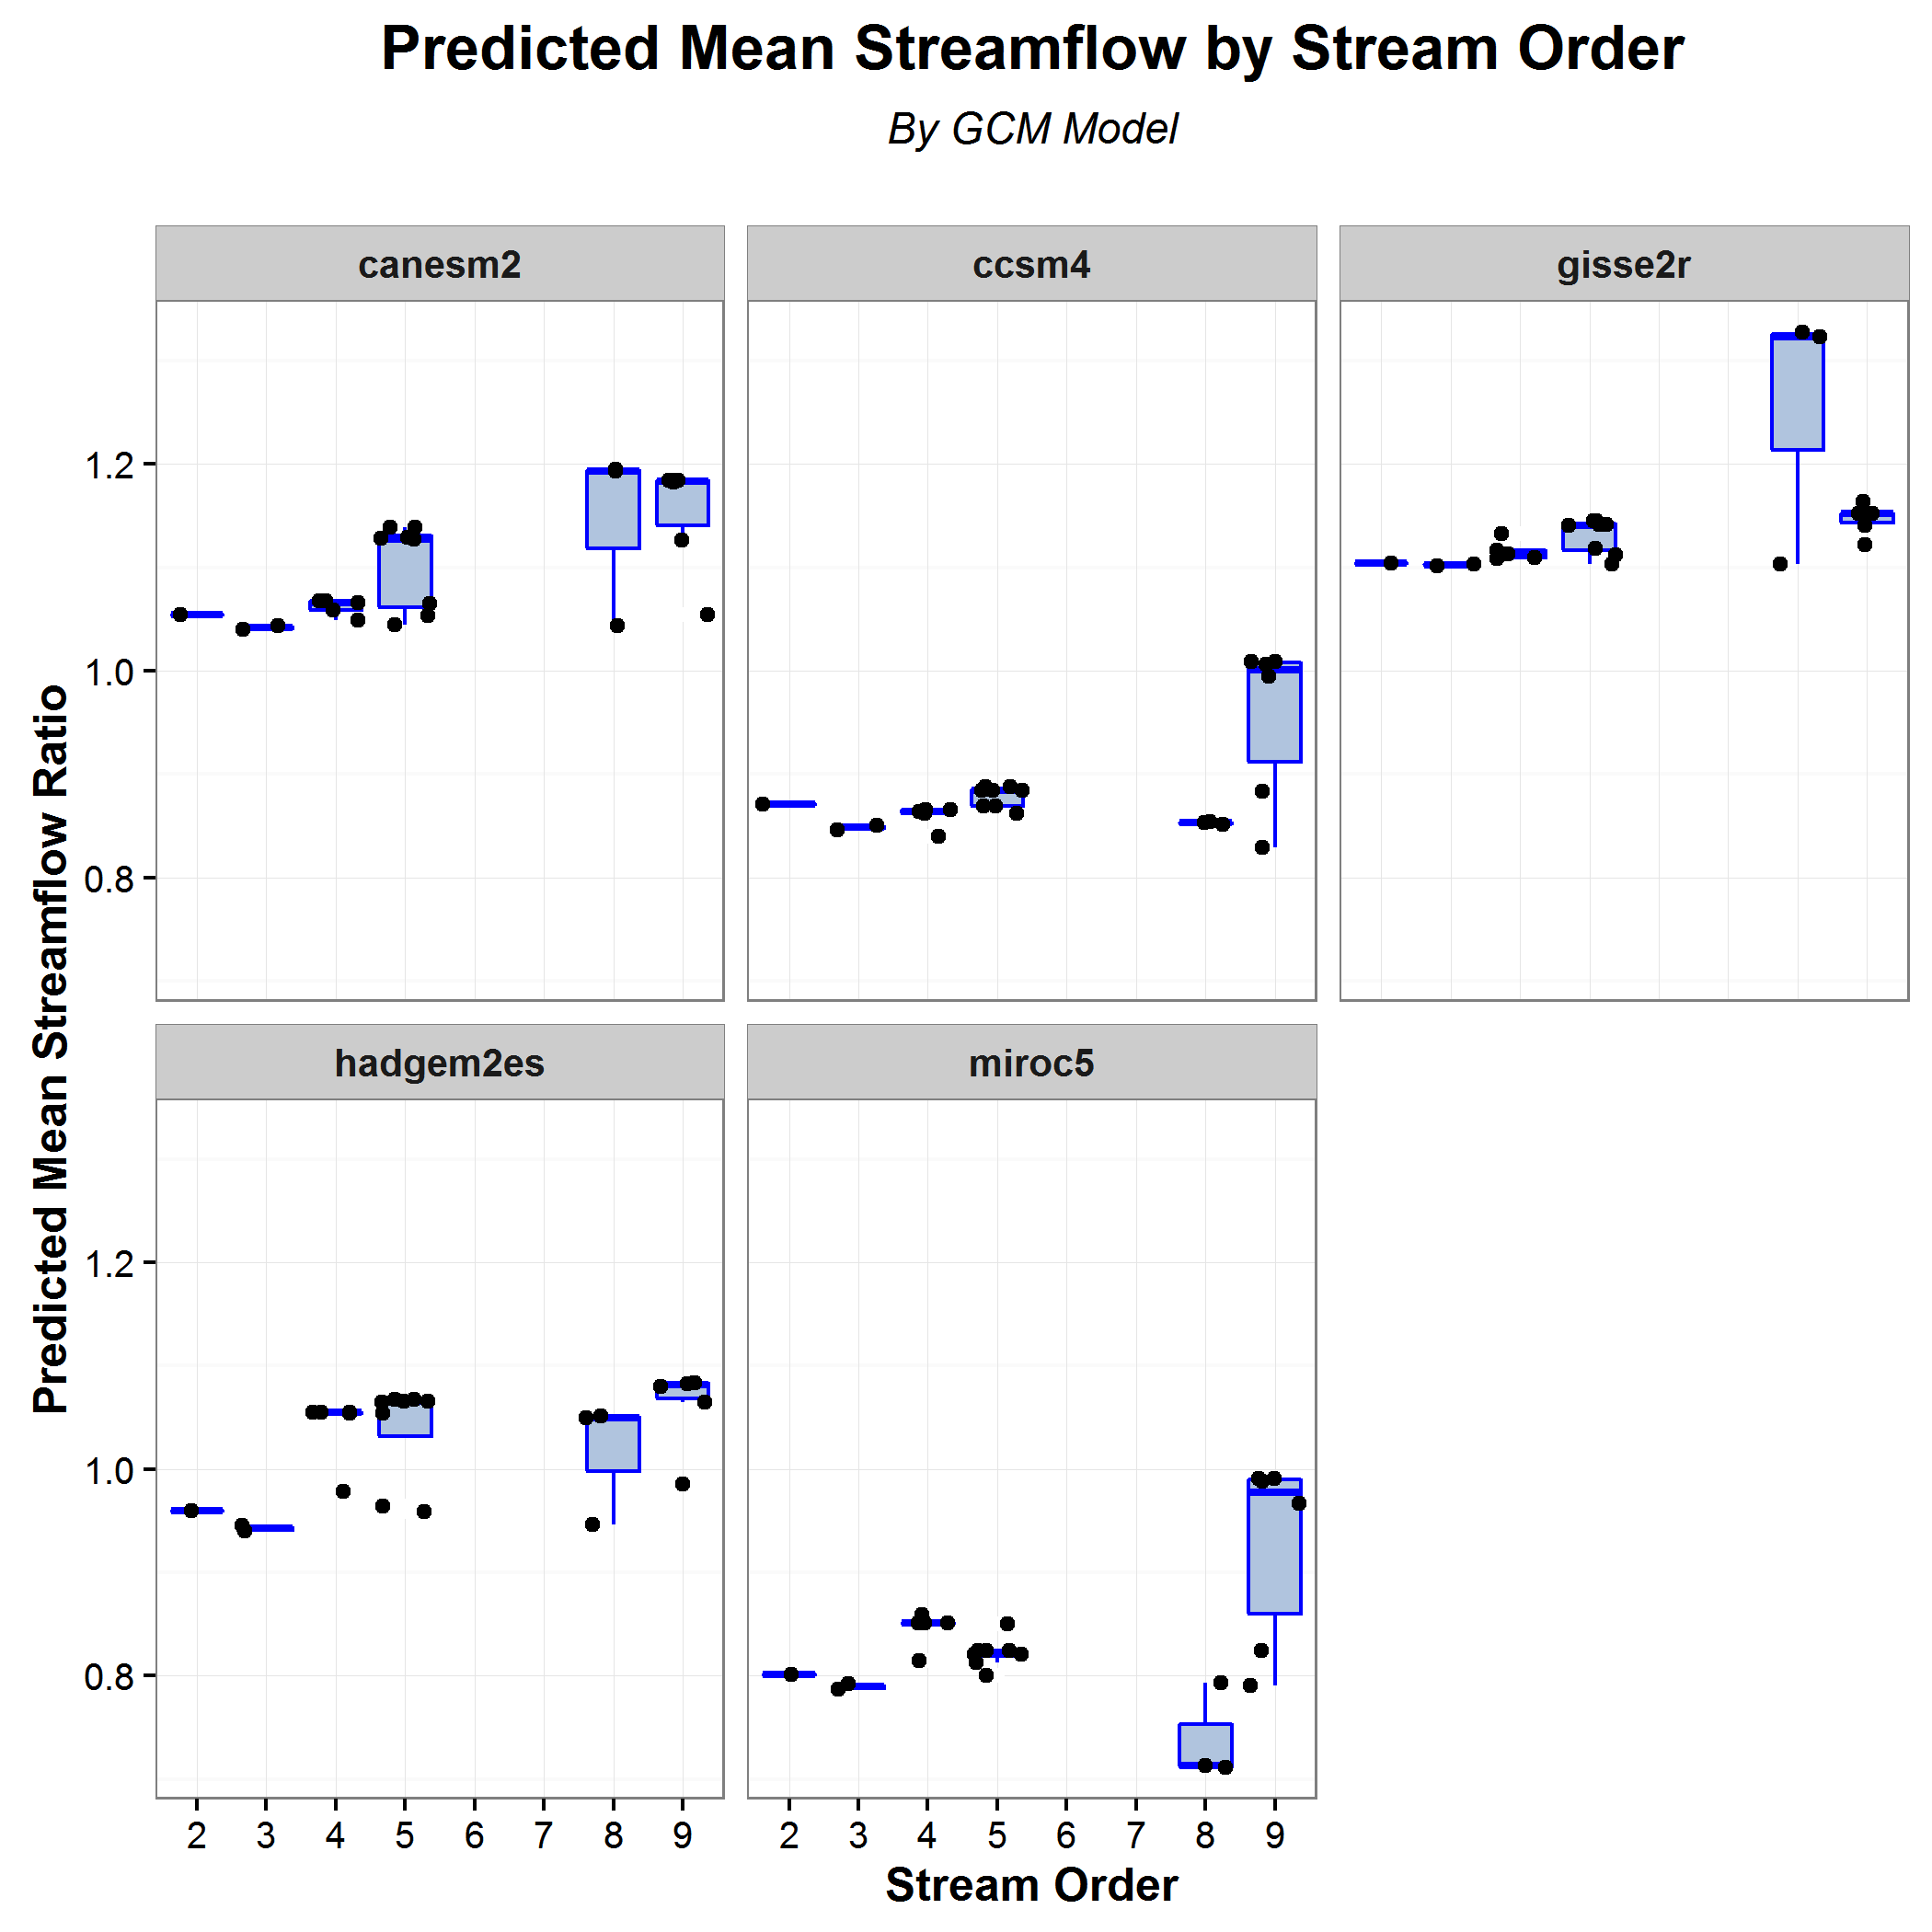 Predicted Mean Streamflow by Stream Order
By GCM Model
canesm2
ccsm4
gisse2r
1.2
1.0
0.8
Predicted Mean Streamflow Ratio
hadgem2es
miroc5
1.2
1.0
0.8
2 3 4 5 6 7 8 9
2 3 4 5 6 7 8 9
Stream Order